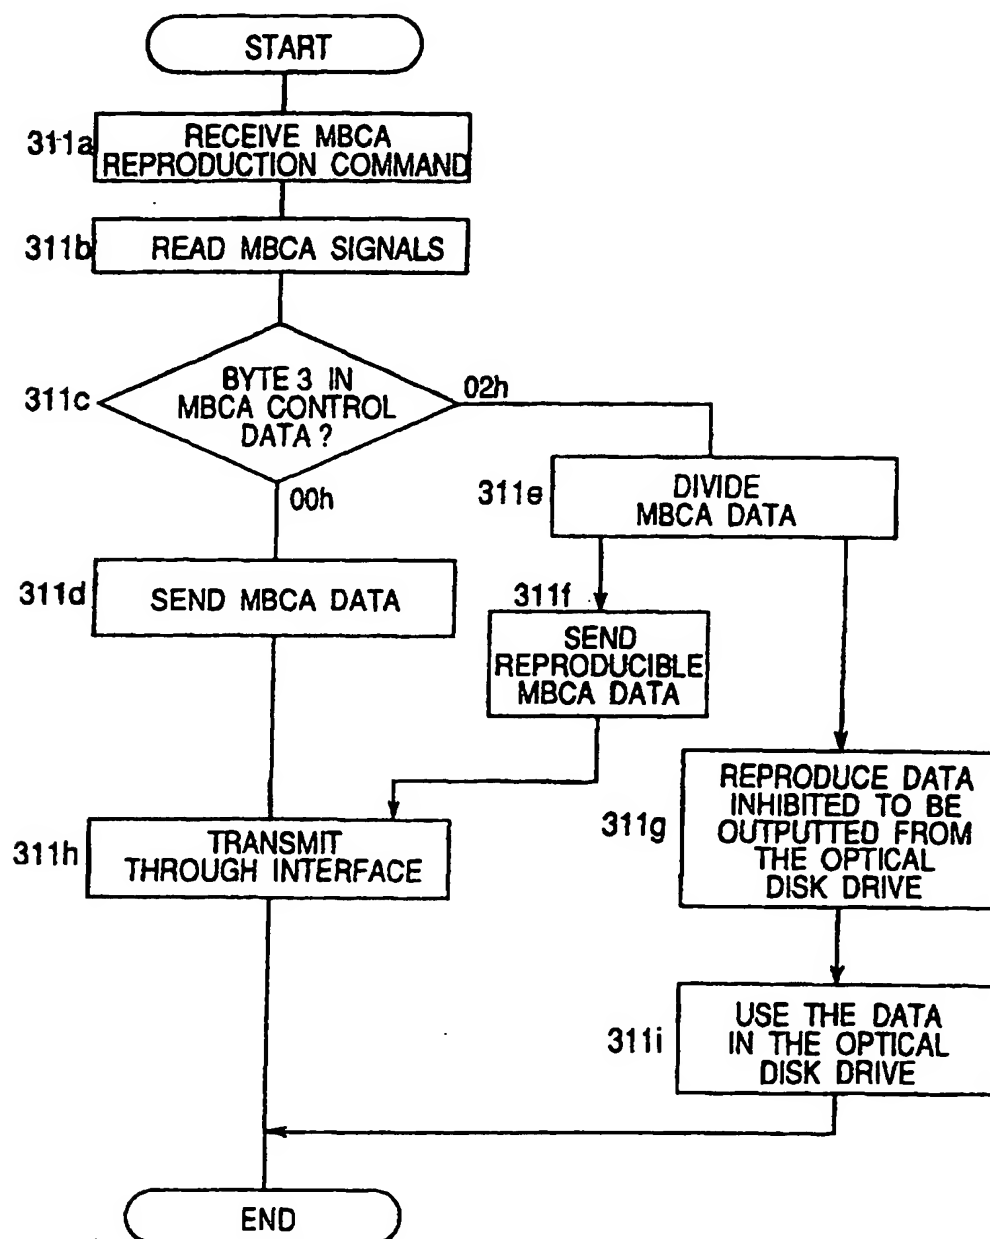 START
311a
RECEIVE MBCA
REPRODUCTION COMMAND
311b
READ MBCA SIGNALS
311c
BYTE 3 IN
MBCA CONTROL
DATA ?
02h
00h
311e
DIVIDE
MBCA DATA
311d
SEND MBCA DATA
311f
SEND
REPRODUCIBLE
MBCA DATA
311g
REPRODUCE DATA
INHIBITED TO BE
OUTPUTTED FROM
THE OPTICAL
DISK DRIVE
311h
TRANSMIT
THROUGH INTERFACE
311i
USE THE DATA
IN THE OPTICAL
DISK DRIVE
END